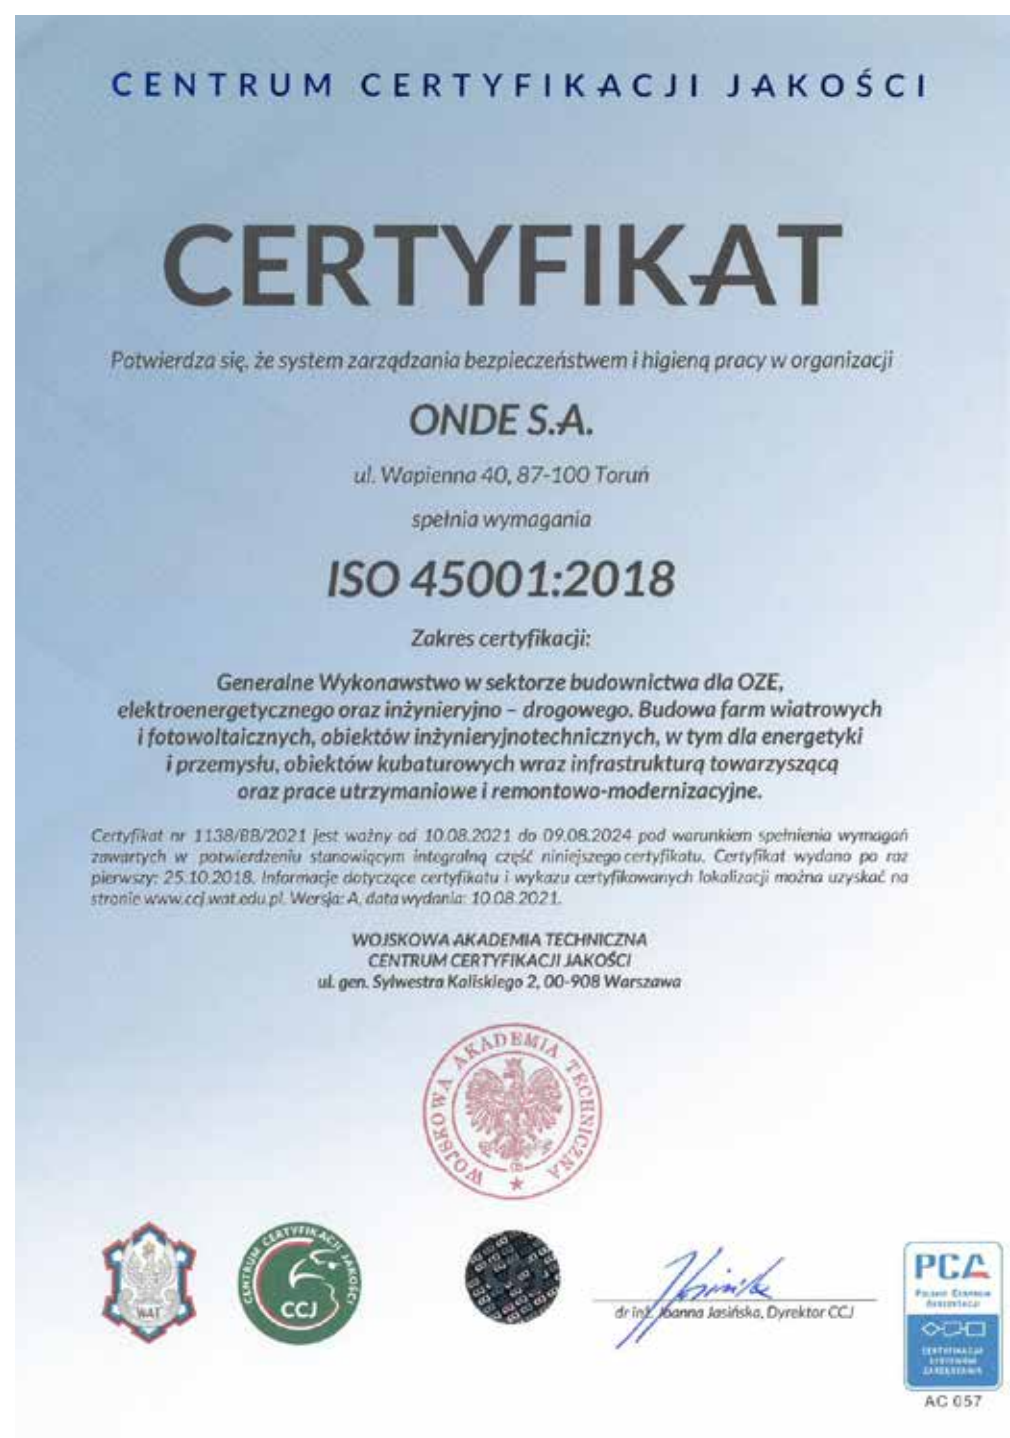 CENTRUM CERTYFIKACJI JAKOŚCI
CERTYFIKAT
Potwierdza się, że system zarządzania bezpieczeństwem i higieną pracy w organizacji
ONDE S.A.
ul. Wapienna 40, 87-100 Toruń
spełnia wymagania
ISO 45001:2018
Zakres certyfikacji:
Generalne Wykonawstwo w sektorze budownictwa dla OZE,
elektroenergetycznego oraz inżynieryjno – drogowego. Budowa farm wiatrowych
i fotowoltaicznych, obiektów inżynieryjnotechnicznych, w tym dla energetyki
i przemysłu, obiektów kubaturowych wraz infrastrukturą towarzyszącą
oraz prace utrzymaniowe i remontowo-modernizacyjne.
Certyfikat nr 1138/BB/2021 jest ważny od 10.08.2021 do 09.08.2024 pod warunkiem spełnienia wymagań
zawartych w potwierdzeniu stanowiącym integralną część niniejszego certyfikatu. Certyfikat wydano po raz
pierwszy: 25.10.2018. Informacje dotyczące certyfikatu i wykazu certyfikowanych lokalizacji można uzyskać na
stronie www.ccj.wat.edu.pl. Wersja: A, data wydania: 10.08.2021.
WOJSKOWA AKADEMIA TECHNICZNA
CENTRUM CERTYFIKACJI JAKOŚCI
ul. gen. Sylwestra Kaliskiego 2, 00-908 Warszawa
WOJSKOWA AKADEMIA TECHNICZNA
WAT
CENTRUM CERTYFIKACJI JAKOŚCI
CCJ
dr inż. Joanna Jasińska, Dyrektor CCJ
PCA
POLSKIE CENTRUM
AKREDYTACJI
CERTYFIKACJA
SYSTEMÓW
ZARZĄDZANIA
AC 057